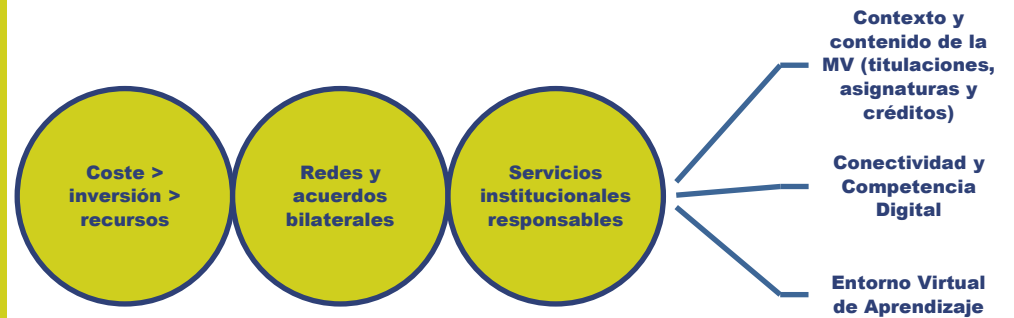 Coste >
inversión >
recursos
Redes y
acuerdos
bilaterales
Servicios
institucionales
responsables
Contexto y
contenido de la
MV (titulaciones,
asignaturas y
créditos)
Conectividad y
Competencia
Digital
Entorno Virtual
de Aprendizaje